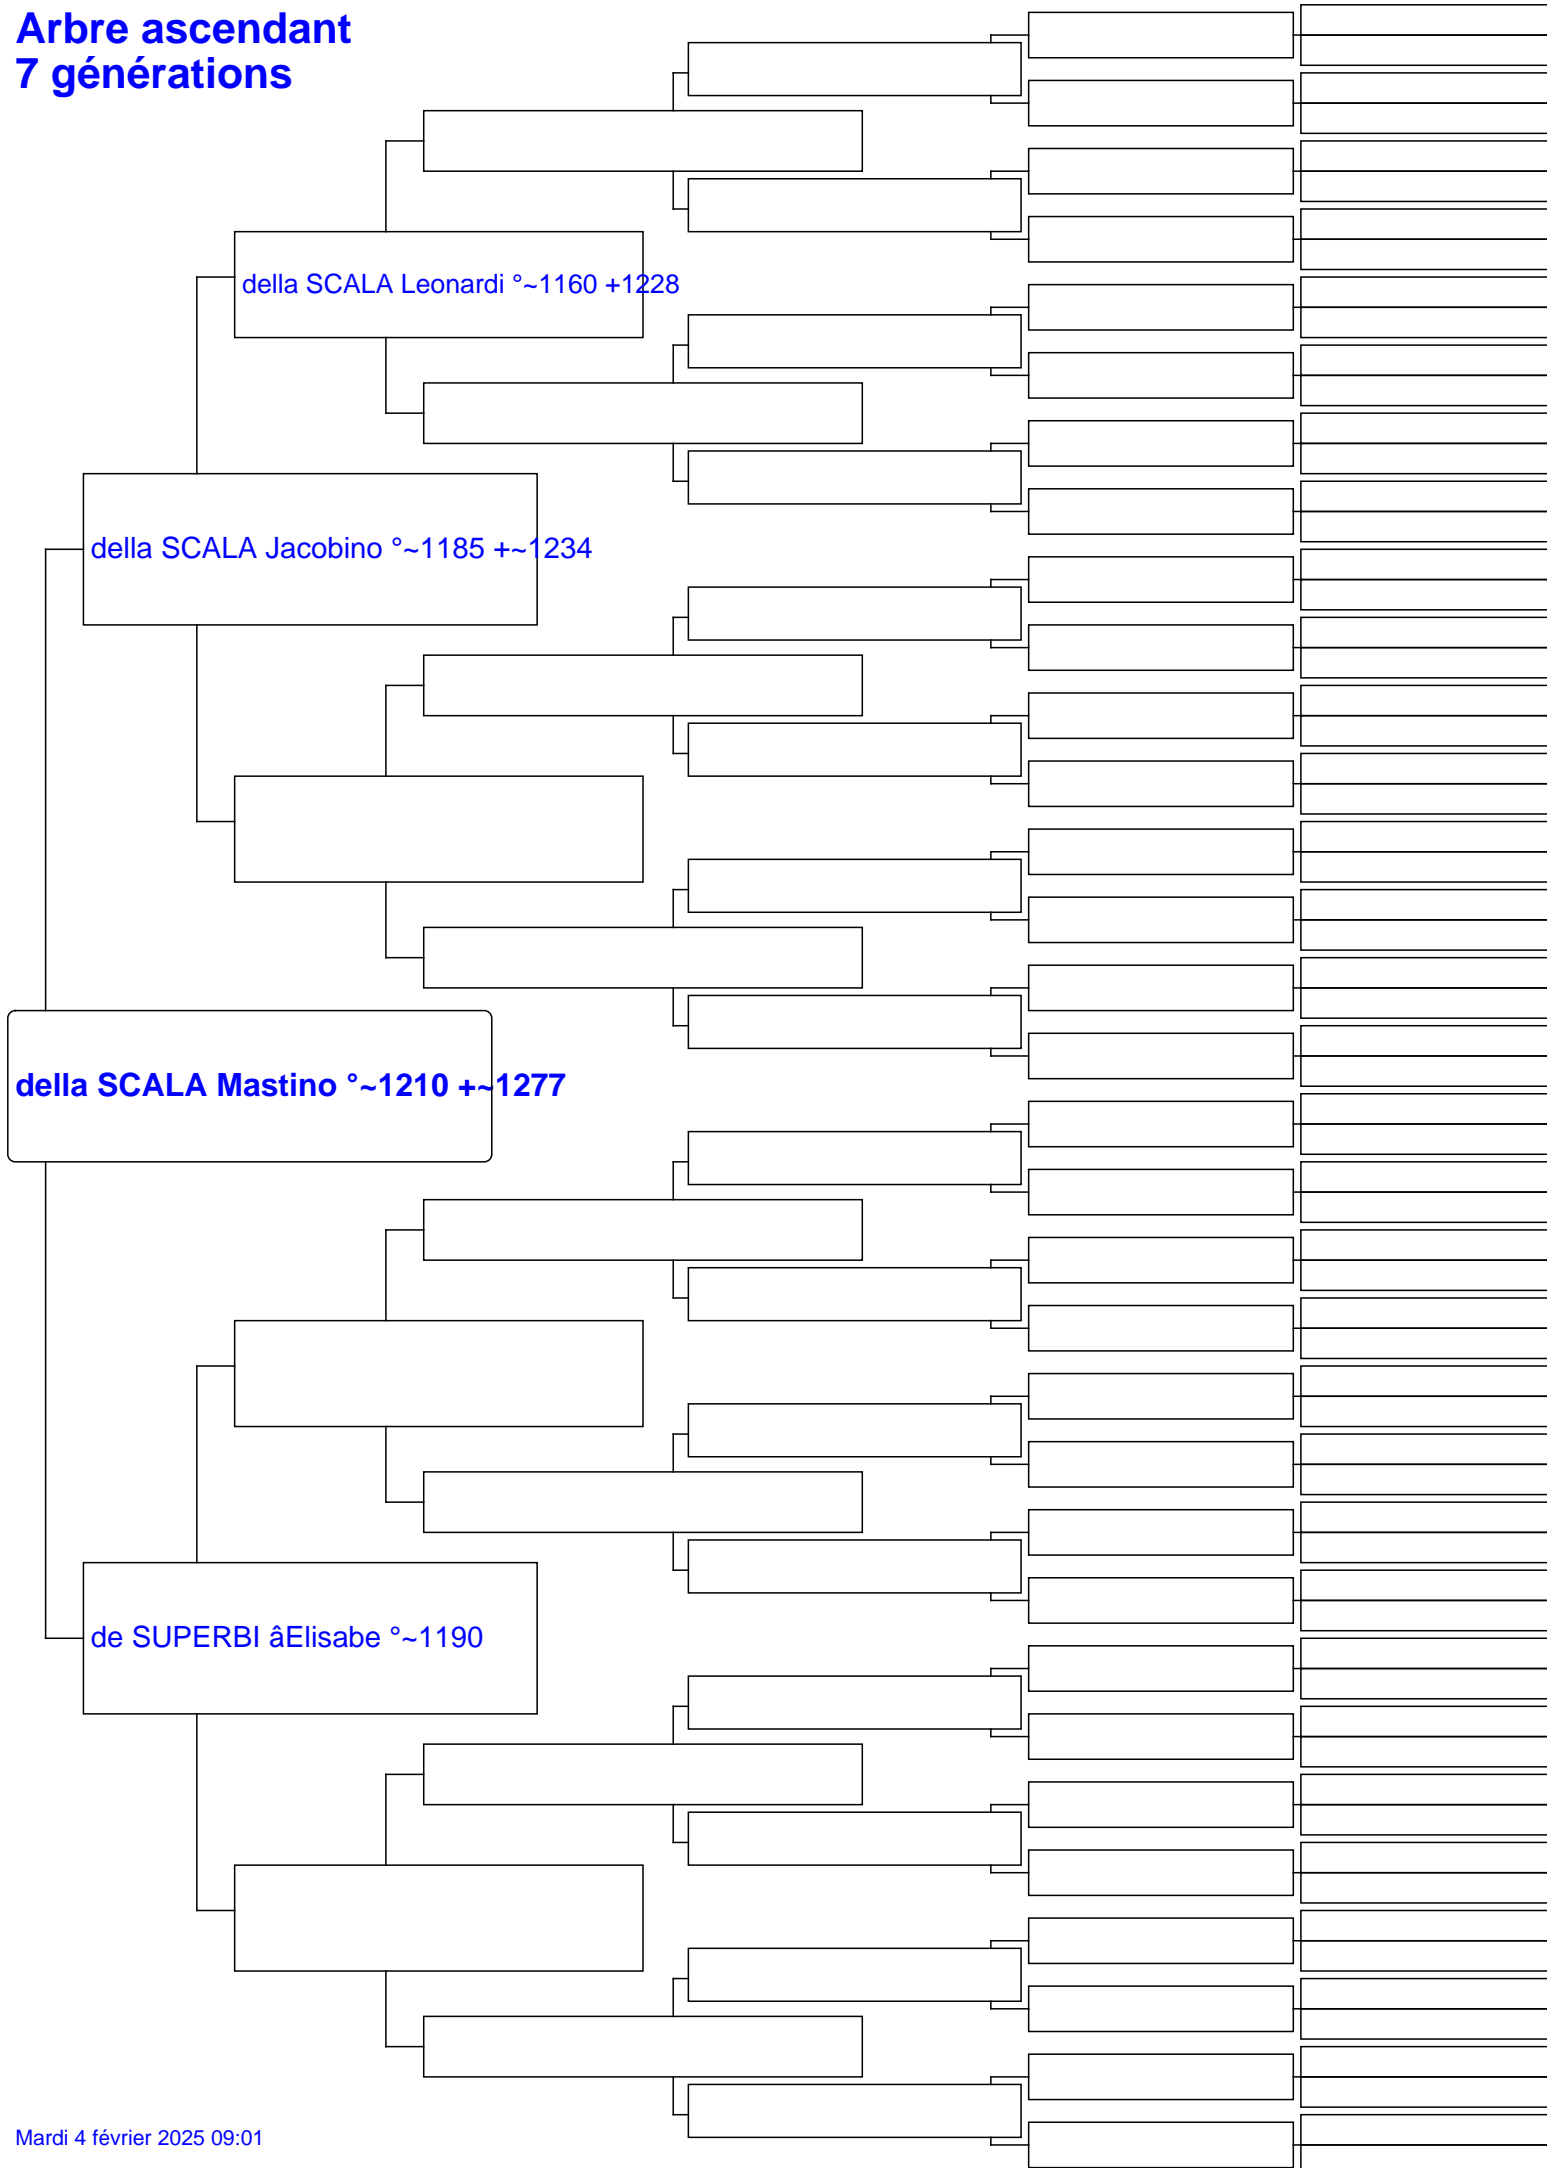 Arbre ascendant
7 générations
della SCALA Leonardi °~1160 +1228
della SCALA Jacobino °~1185 +~1234
della SCALA Mastino °~1210 +~1277
de SUPERBI âElisabe °~1190
Mardi 4 février 2025 09:01